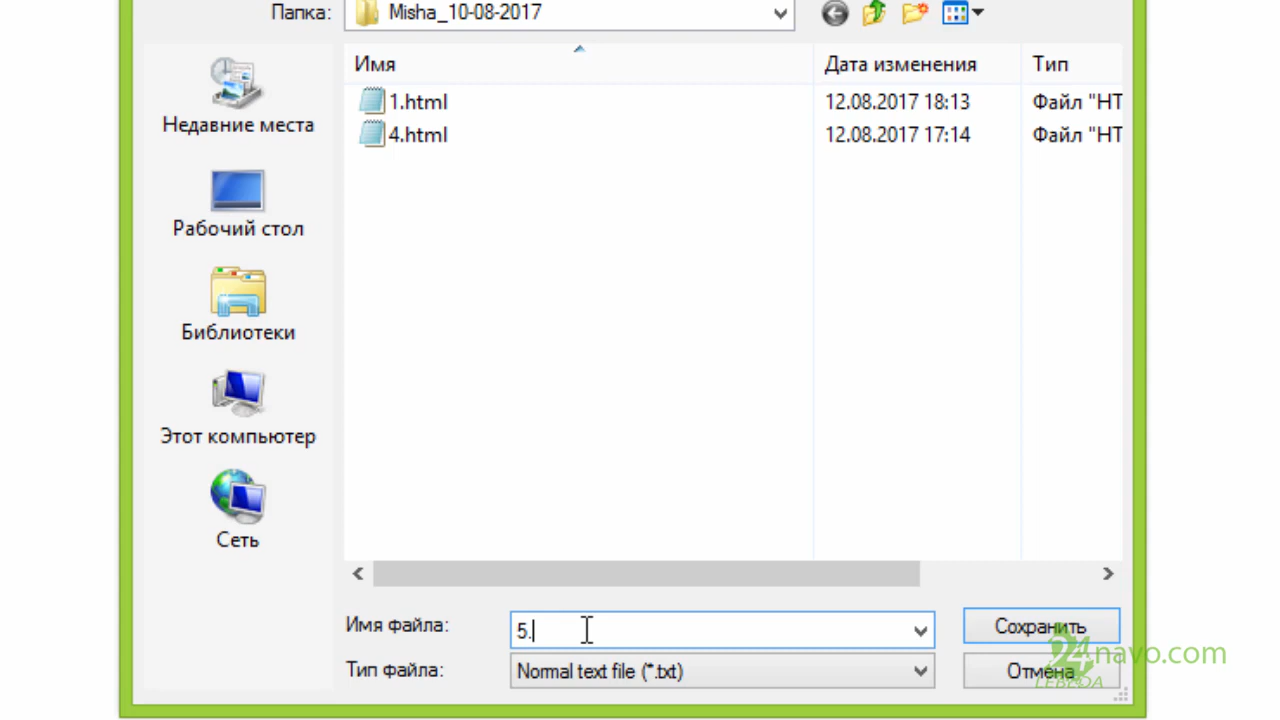 Папка: Misha_10-08-2017
Имя Дата изменения Тип
1.html 12.08.2017 18:13 Файл "HT
4.html 12.08.2017 17:14 Файл "HT
Недавние места
Рабочий стол
Библиотеки
Этот компьютер
Сеть
Имя файла: 5. Сохранить
Тип файла: Normal text file (*.txt) Отмена
24navo.com
LEBEDA